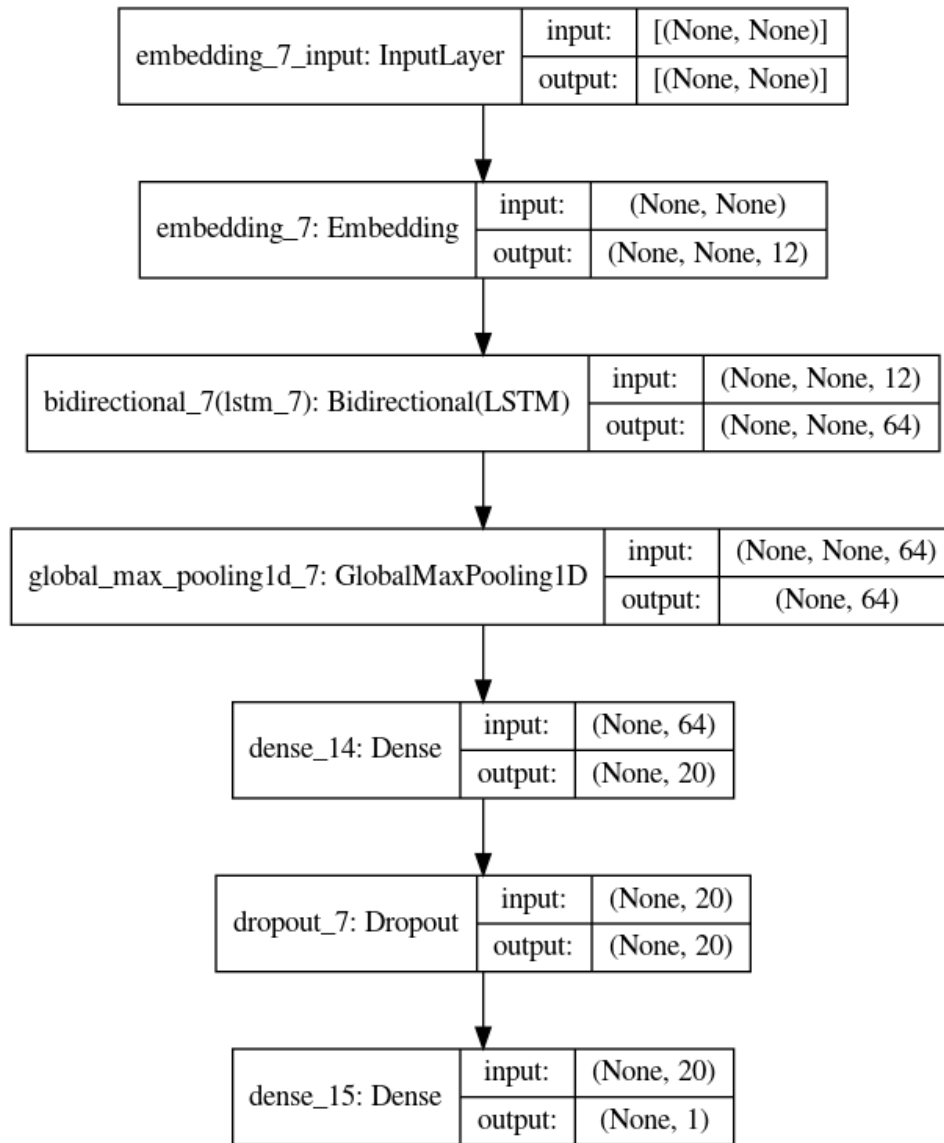 embedding_7_input: InputLayer
input: [(None, None)]
output: [(None, None)]
embedding_7: Embedding
input: (None, None)
output: (None, None, 12)
bidirectional_7(lstm_7): Bidirectional(LSTM)
input: (None, None, 12)
output: (None, None, 64)
global_max_pooling1d_7: GlobalMaxPooling1D
input: (None, None, 64)
output: (None, 64)
dense_14: Dense
input: (None, 64)
output: (None, 20)
dropout_7: Dropout
input: (None, 20)
output: (None, 20)
dense_15: Dense
input: (None, 20)
output: (None, 1)